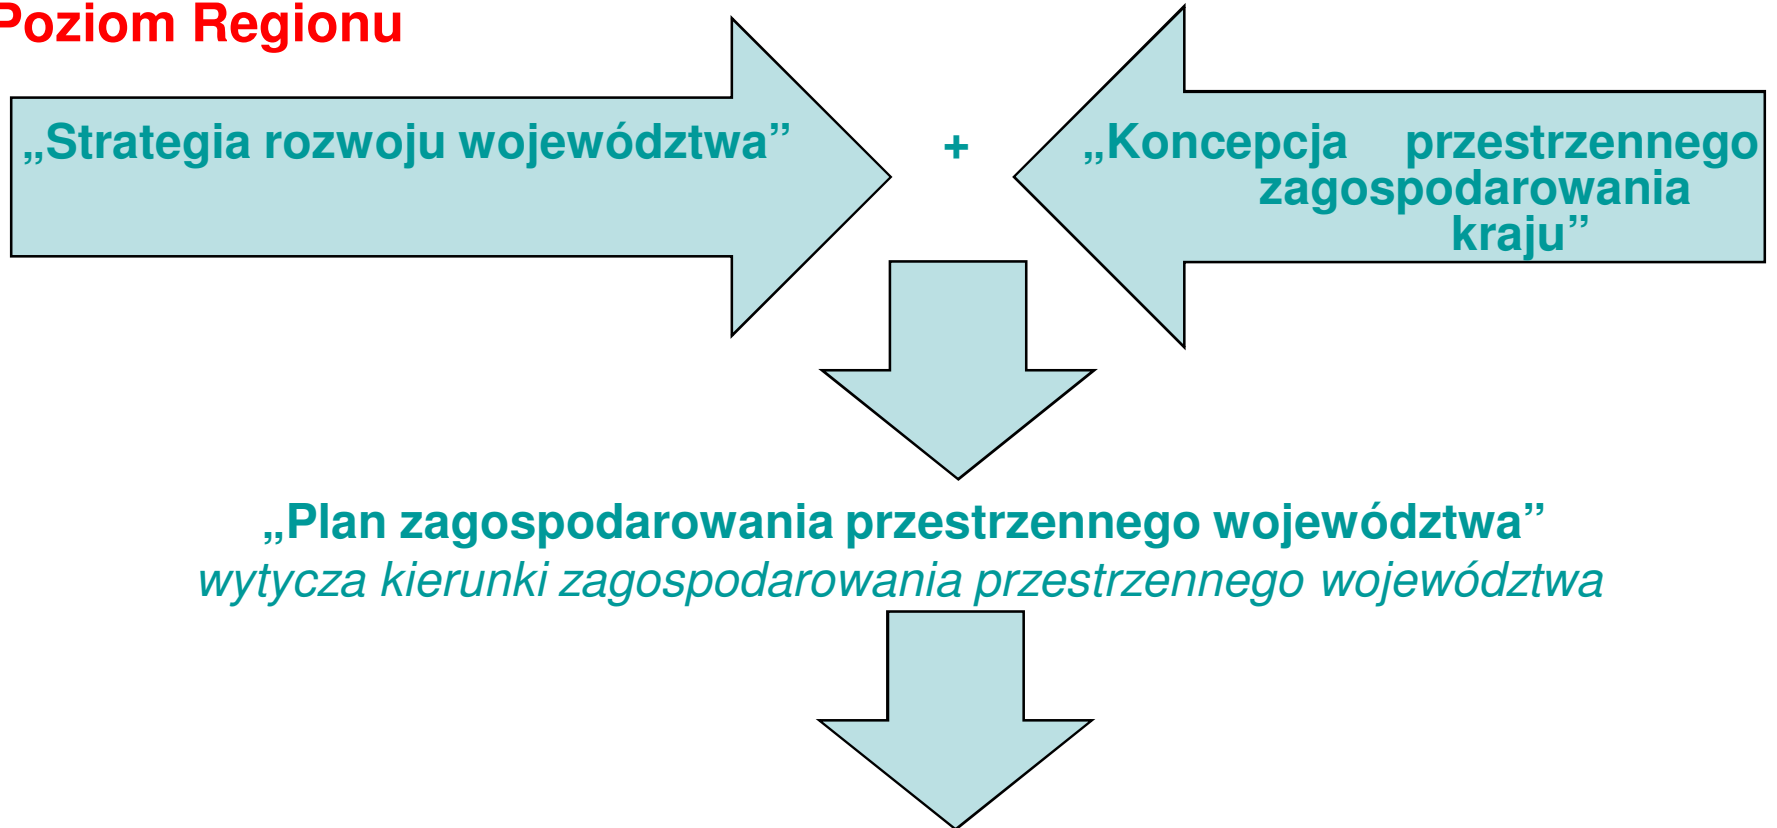 Poziom Regionu
„Strategia rozwoju województwa” + „Koncepcja przestrzennego
zagospodarowania
kraju”
„Plan zagospodarowania przestrzennego województwa”
wytycza kierunki zagospodarowania przestrzennego województwa